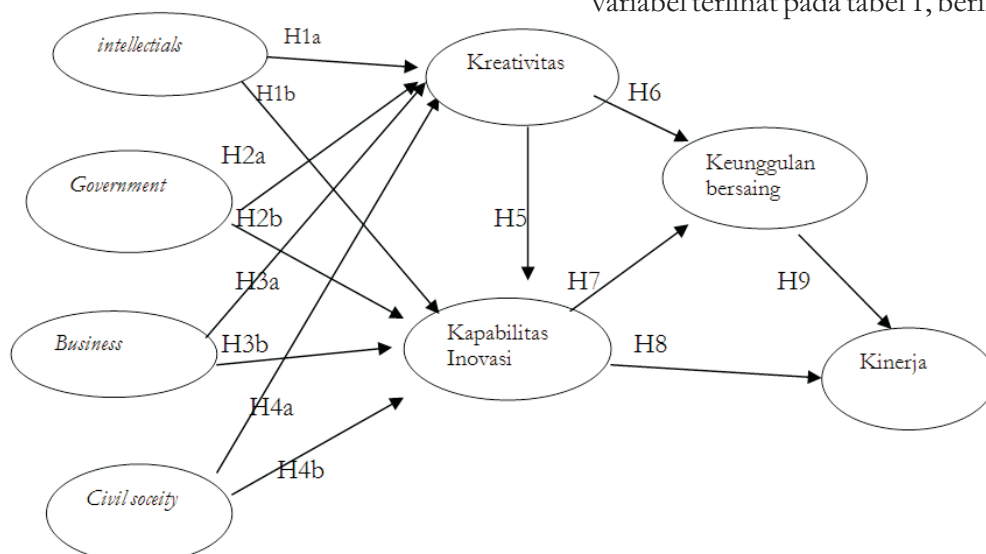 variabel terlihat pada tabel 1, beri
intellectials
H1a
Kreativitas
H1b
H6
H2a
Keunggulan
bersaing
Government
H2b
H5
H3a
H7
H9
Business
H3b
Kapabilitas
Inovasi
H8
Kinerja
H4a
H4b
Civil soceity